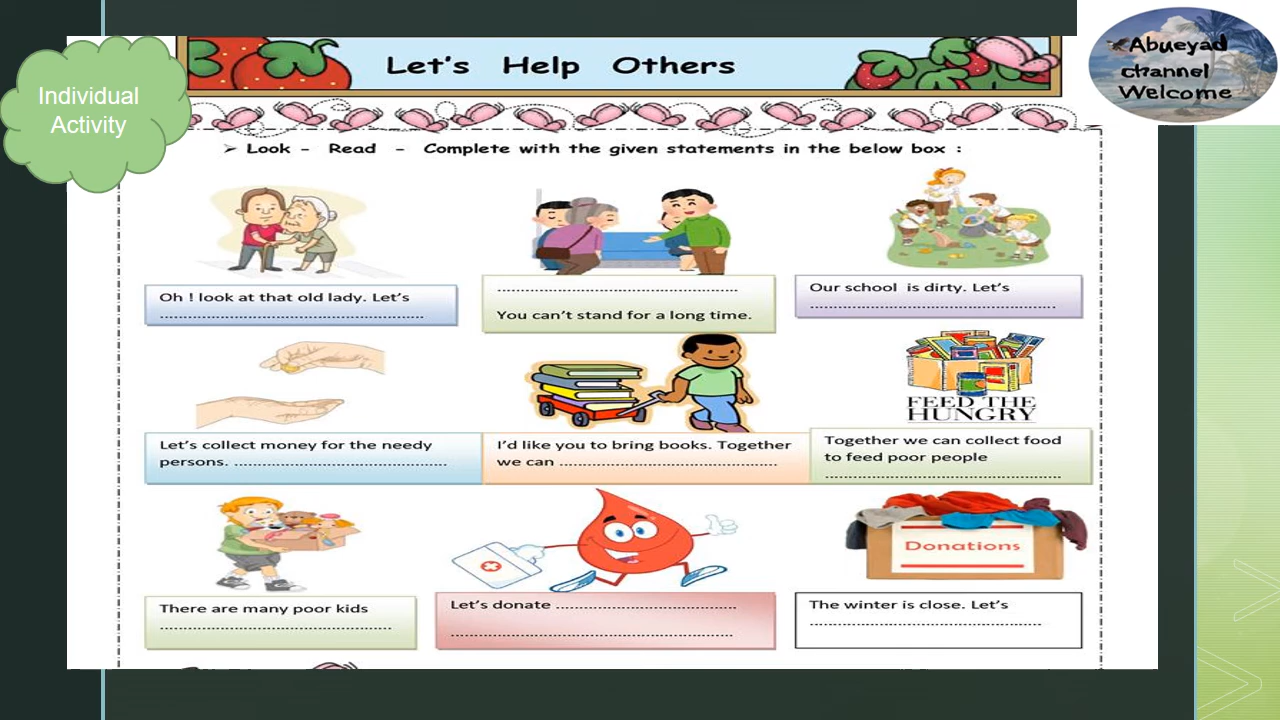 Individual
Activity
Let's Help Others
Abueyad
channel
Welcome
➢ Look - Read - Complete with the given statements in the below box :
Oh ! look at that old lady. Let's
................................................
................................................
You can't stand for a long time.
Our school is dirty. Let's
................................................
Let's collect money for the needy
persons. ..........................................
I'd like you to bring books. Together
we can ..........................................
FEED THE
HUNGRY
Together we can collect food
to feed poor people
................................................
There are many poor kids
................................................
Let's donate ....................................
................................................
Donations
The winter is close. Let's
................................................